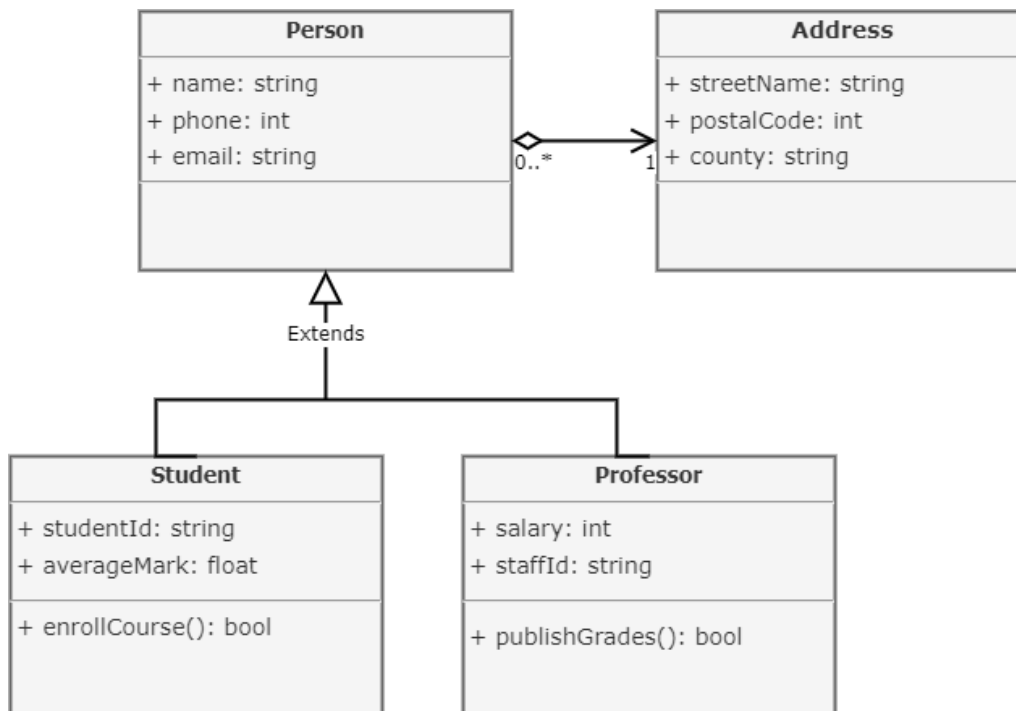 Person
+ name: string
+ phone: int
+ email: string
Address
+ streetName: string
+ postalCode: int
+ county: string
0..*
1
Extends
Student
+ studentId: string
+ averageMark: float
+ enrollCourse(): bool
Professor
+ salary: int
+ staffId: string
+ publishGrades(): bool